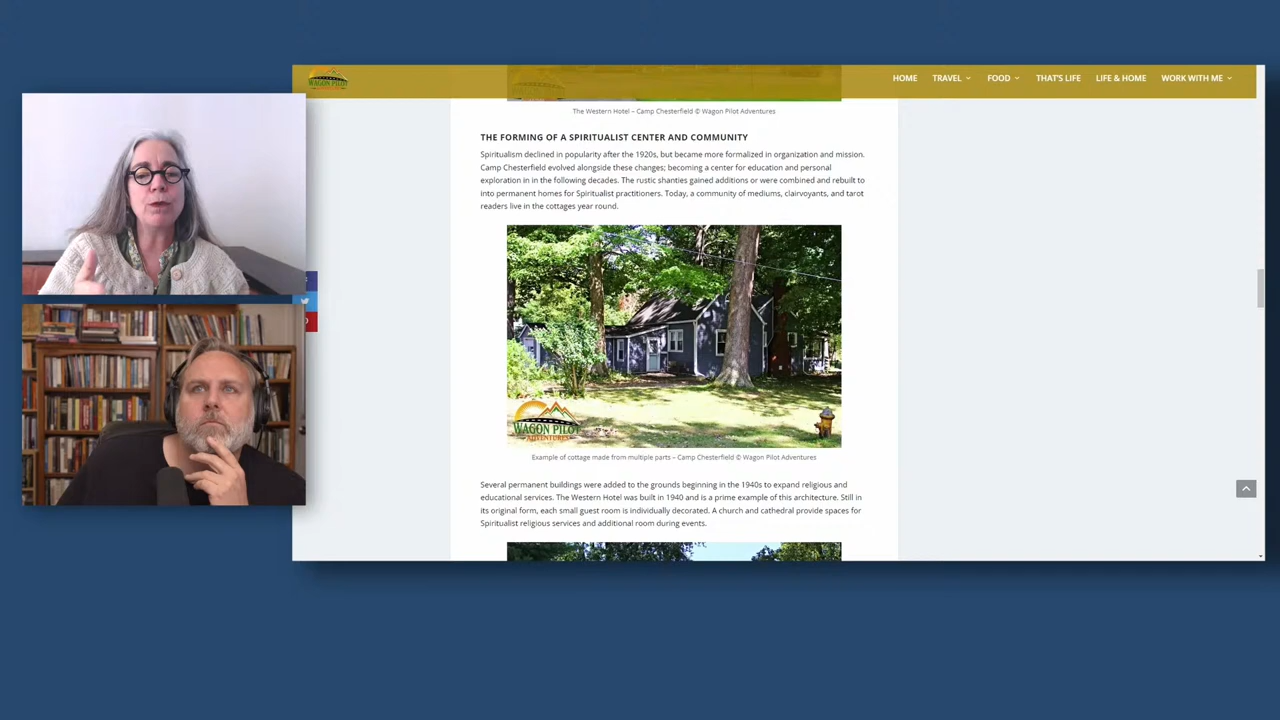 WAGON PILOT
HOME
TRAVEL
FOOD
THAT'S LIFE
LIFE & HOME
WORK WITH ME
The Western Hotel – Camp Chesterfield © Wagon Pilot Adventures
THE FORMING OF A SPIRITUALIST CENTER AND COMMUNITY
Spiritualism declined in popularity after the 1920s, but became more formalized in organization and mission.
Camp Chesterfield evolved alongside these changes; becoming a center for education and personal
exploration in in the following decades. The rustic shanties gained additions or were combined and rebuilt to
into permanent homes for Spiritualist practitioners. Today, a community of mediums, clairvoyants, and tarot
readers live in the cottages year round.
WAGON PILOT
ADVENTURES
Example of cottage made from multiple parts – Camp Chesterfield © Wagon Pilot Adventures
Several permanent buildings were added to the grounds beginning in the 1940s to expand religious and
educational services. The Western Hotel was built in 1940 and is a prime example of this architecture. Still in
its original form, each small guest room is individually decorated. A church and cathedral provide spaces for
Spiritualist religious services and additional room during events.